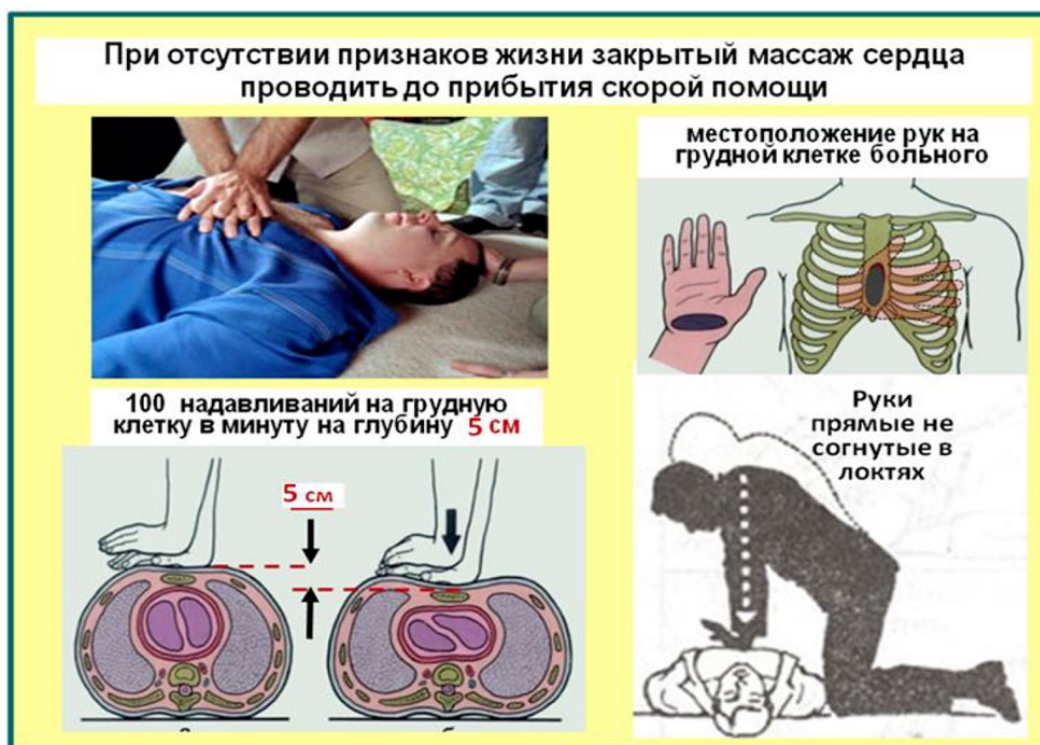 При отсутствии признаков жизни закрытый массаж сердца
проводить до прибытия скорой помощи
местоположение рук на
грудной клетке больного
100 надавливаний на грудную
клетку в минуту на глубину 5 см
5 см
Руки
прямые не
согнутые в
локтях